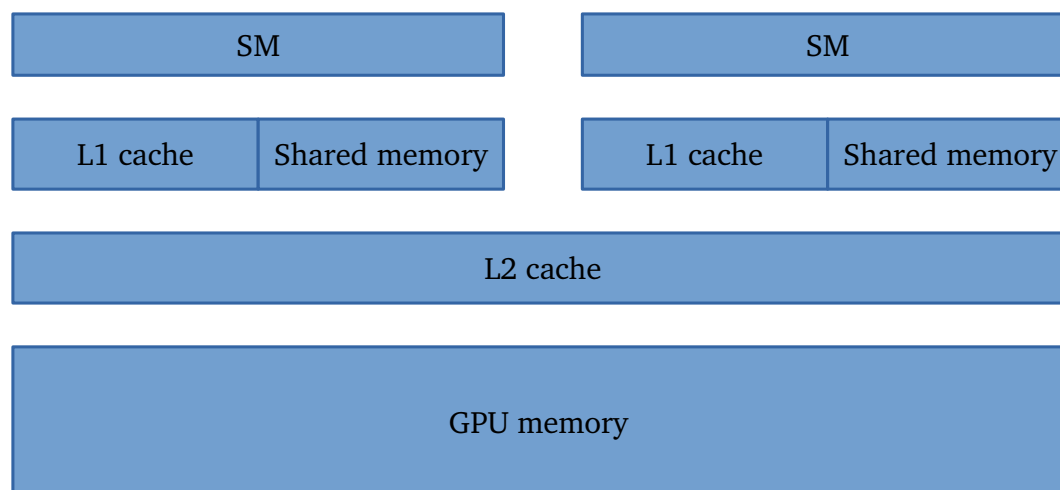 SM
SM
L1 cache
Shared memory
L1 cache
Shared memory
L2 cache
GPU memory